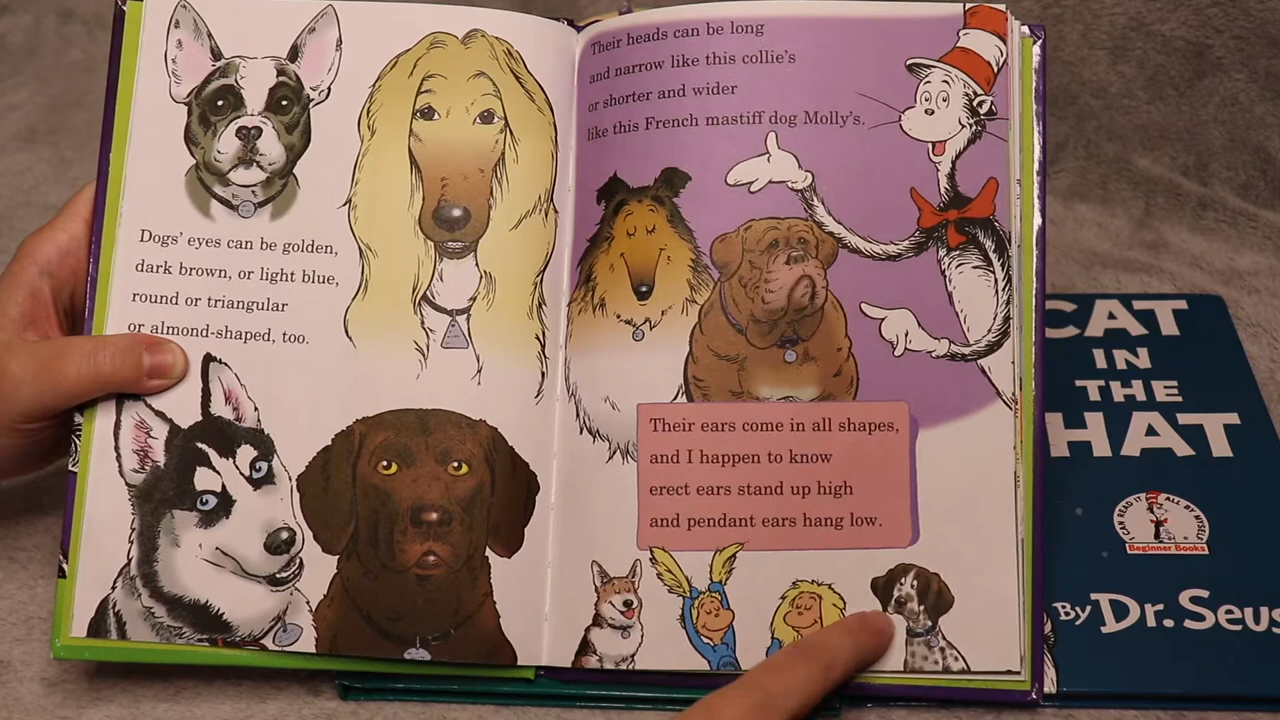 Dogs' eyes can be golden,
dark brown, or light blue,
round or triangular
or almond-shaped, too.
Their heads can be long
and narrow like this collie's
or shorter and wider
like this French mastiff dog Molly's.
Their ears come in all shapes,
and I happen to know
erect ears stand up high
and pendant ears hang low.
CAT
IN
THE
HAT
I CAN READ IT ALL BY MYSELF
Beginner Books
By Dr. Seus